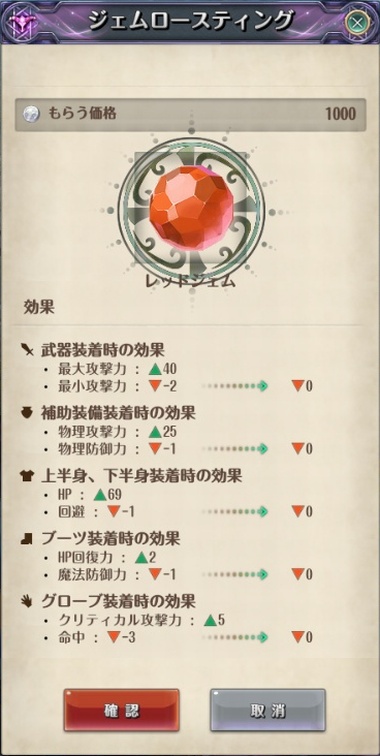 ジェムロースティング
もらう価格 1000
レッドジェム
効果
武器装着時の効果
・ 最大攻撃力 : ▲40
・ 最小攻撃力 : ▼-2 ▼0
補助装備装着時の効果
・ 物理攻撃力 : ▲25
・ 物理防御力 : ▼-1 ▼0
上半身、下半身装着時の効果
・ HP : ▲69
・ 回避 : ▼-1 ▼0
ブーツ装着時の効果
・ HP回復力 : ▲2
・ 魔法防御力 : ▼-1 ▼0
グローブ装着時の効果
・ クリティカル攻撃力 : ▲5
・ 命中 : ▼-3 ▼0
確認 取消